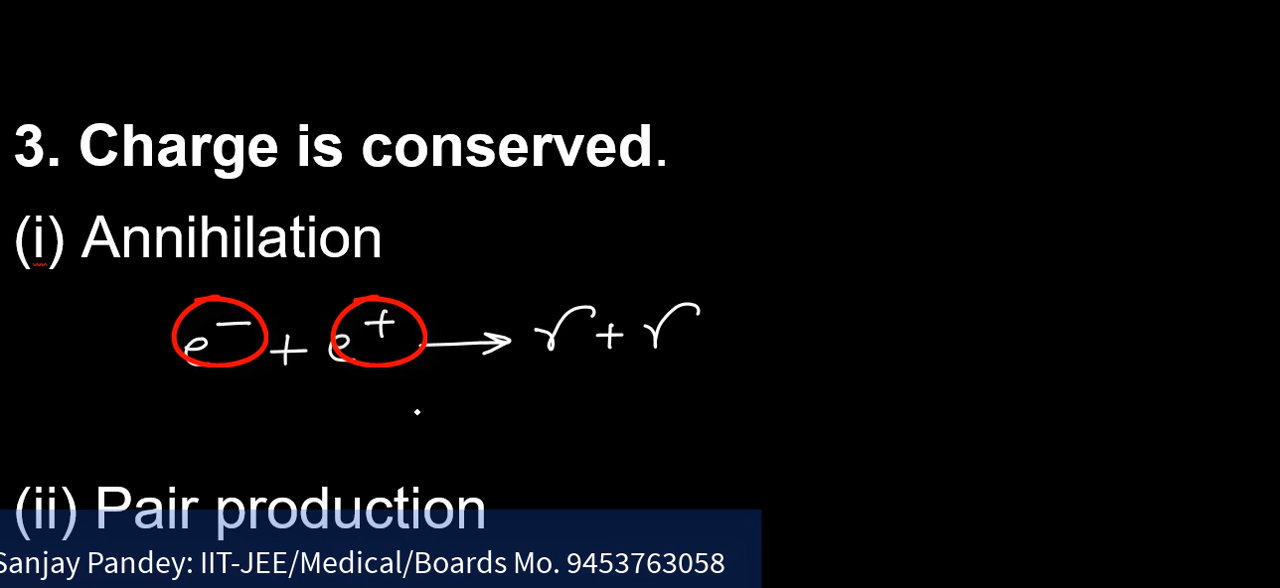 3. Charge is conserved.
(i) Annihilation
e⁻ + e⁺ → γ + γ
(ii) Pair production
Sanjay Pandey: IIT-JEE/Medical/Boards Mo. 9453763058